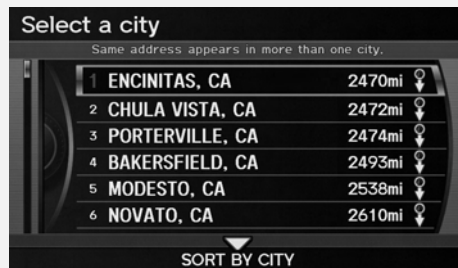 Select a city
Same address appears in more than one city.
1 ENCINITAS, CA 2470mi
2 CHULA VISTA, CA 2472mi
3 PORTERVILLE, CA 2474mi
4 BAKERSFIELD, CA 2493mi
5 MODESTO, CA 2538mi
6 NOVATO, CA 2610mi
SORT BY CITY